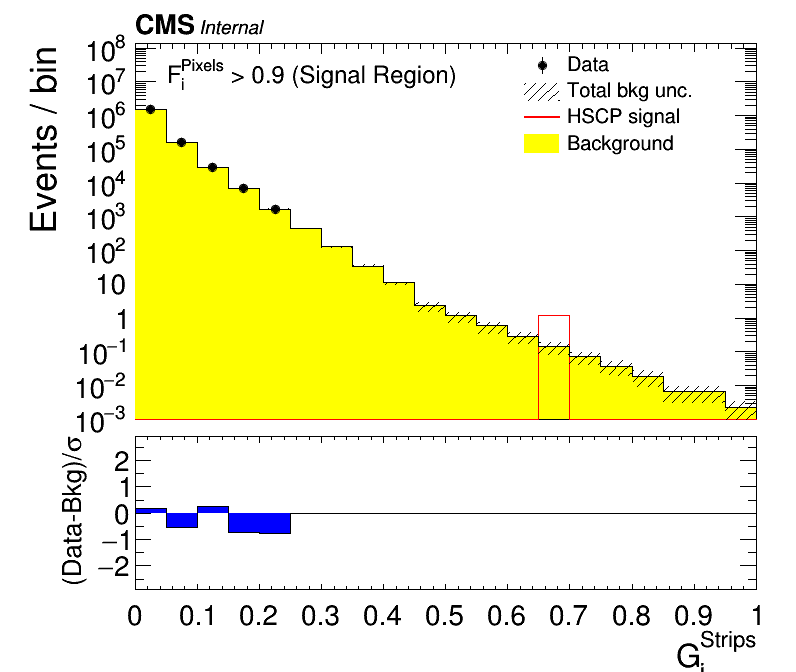 CMS Internal
F_i^Pixels > 0.9 (Signal Region)
Data
Total bkg unc.
HSCP signal
Background
Events / bin
10^8
10^7
10^6
10^5
10^4
10^3
10^2
10
1
10^−1
10^−2
10^−3
(Data-Bkg)/σ
2
1
0
−1
−2
0 0.1 0.2 0.3 0.4 0.5 0.6 0.7 0.8 0.9 1
G_i^Strips